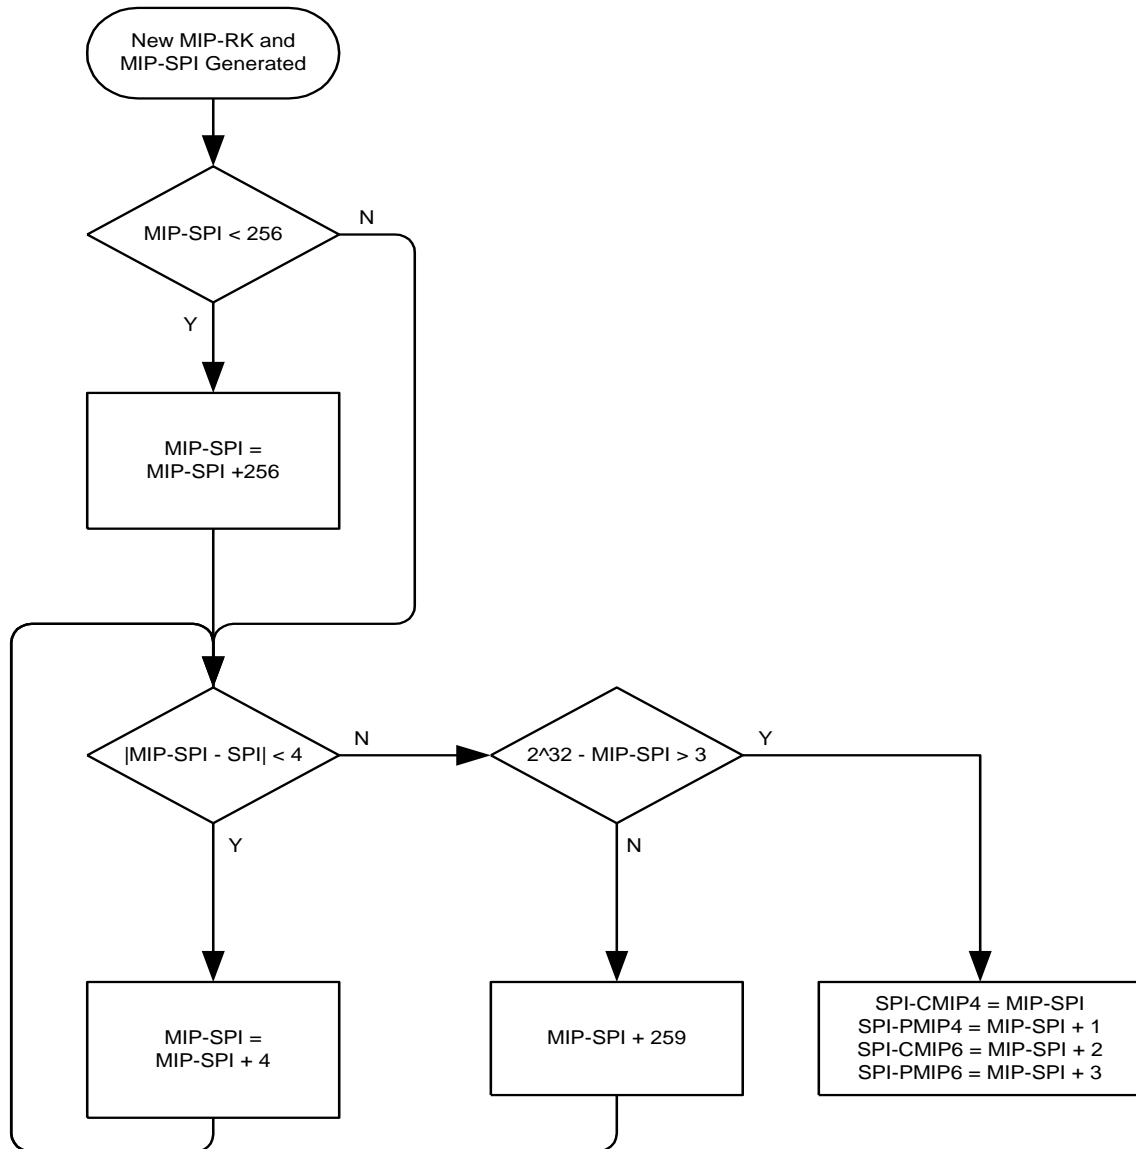 New MIP-RK and
MIP-SPI Generated
MIP-SPI < 256
N
Y
MIP-SPI =
MIP-SPI +256
|MIP-SPI - SPI| < 4
N
2^32 - MIP-SPI > 3
Y
Y
N
MIP-SPI =
MIP-SPI + 4
MIP-SPI + 259
SPI-CMIP4 = MIP-SPI
SPI-PMIP4 = MIP-SPI + 1
SPI-CMIP6 = MIP-SPI + 2
SPI-PMIP6 = MIP-SPI + 3